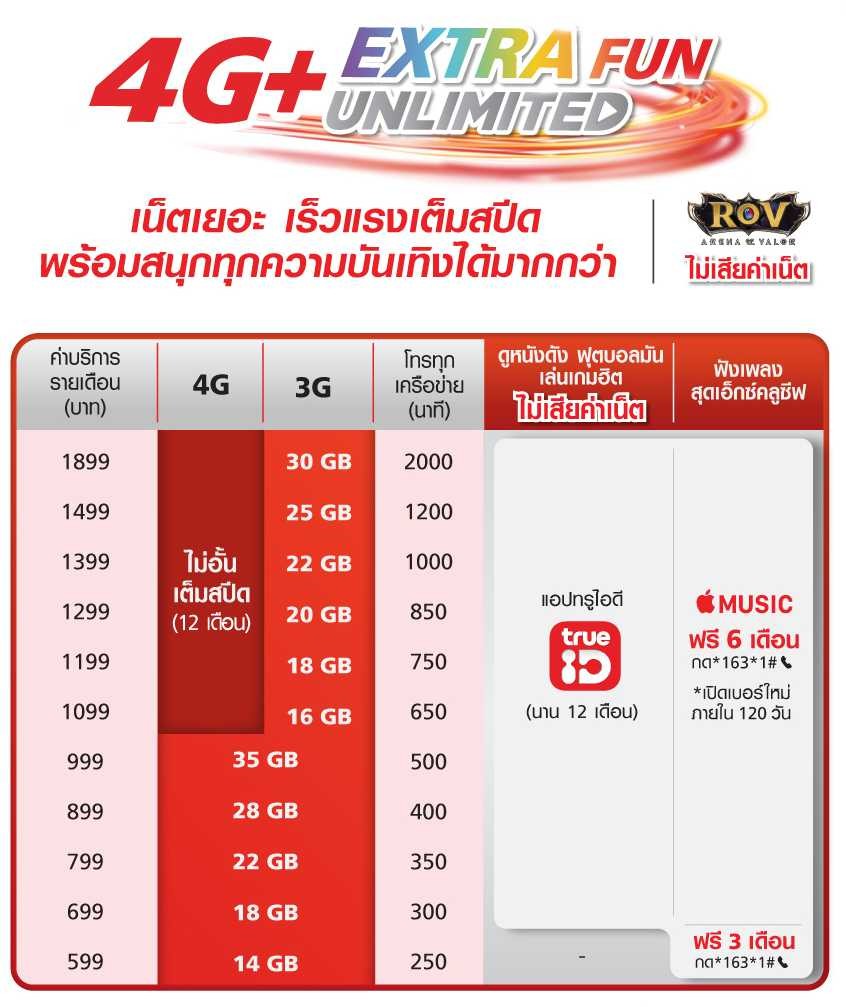 4G+ EXTRA FUN
UNLIMITED
เน็ตเยอะ เร็วแรงเต็มสปีด
พร้อมสนุกทุกความบันเทิงได้มากกว่า
ROV
ARENA OF VALOR
ไม่เสียค่าเน็ต
ค่าบริการ
รายเดือน
(บาท)
4G
3G
โทรทุก
เครือข่าย
(นาที)
ดูหนังดัง ฟุตบอลมัน
เล่นเกมฮิต
ไม่เสียค่าเน็ต
ฟังเพลง
สุดเอ็กซ์คลูซีฟ
1899 30 GB 2000
1499 25 GB 1200
1399 22 GB 1000
1299 20 GB 850
1199 18 GB 750
1099 16 GB 650
ไม่อั้น
เต็มสปีด
(12 เดือน)
999 35 GB 500
899 28 GB 400
799 22 GB 350
699 18 GB 300
599 14 GB 250
แอปทรูไอดี
true
iD
(นาน 12 เดือน)
-
MUSIC
ฟรี 6 เดือน
กด*163*1#
*เปิดเบอร์ใหม่
ภายใน 120 วัน
ฟรี 3 เดือน
กด*163*1#